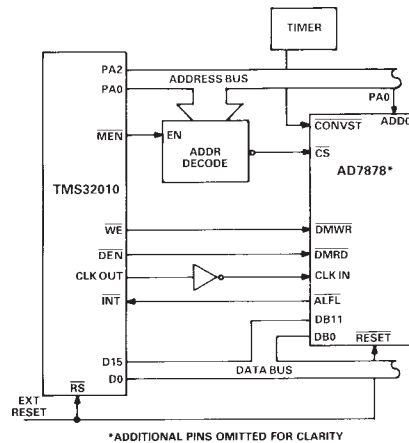 TIMER
PA2
ADDRESS BUS
PA0
PA0
ADD0
MEN
EN
CONVST
ADDR
DECODE
CS
TMS32010
AD7878*
WE
DMWR
DEN
DMRD
CLK OUT
CLK IN
INT
ALFL
DB11
DB0
RESET
D15
DATA BUS
D0
EXT
RESET
RS
*ADDITIONAL PINS OMITTED FOR CLARITY